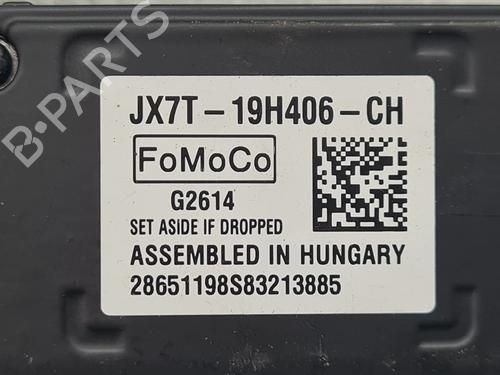 JX7T-19H406-CH
FoMoCo
G2614
SET ASIDE IF DROPPED
ASSEMBLED IN HUNGARY
28651198S83213885
B-PARTS